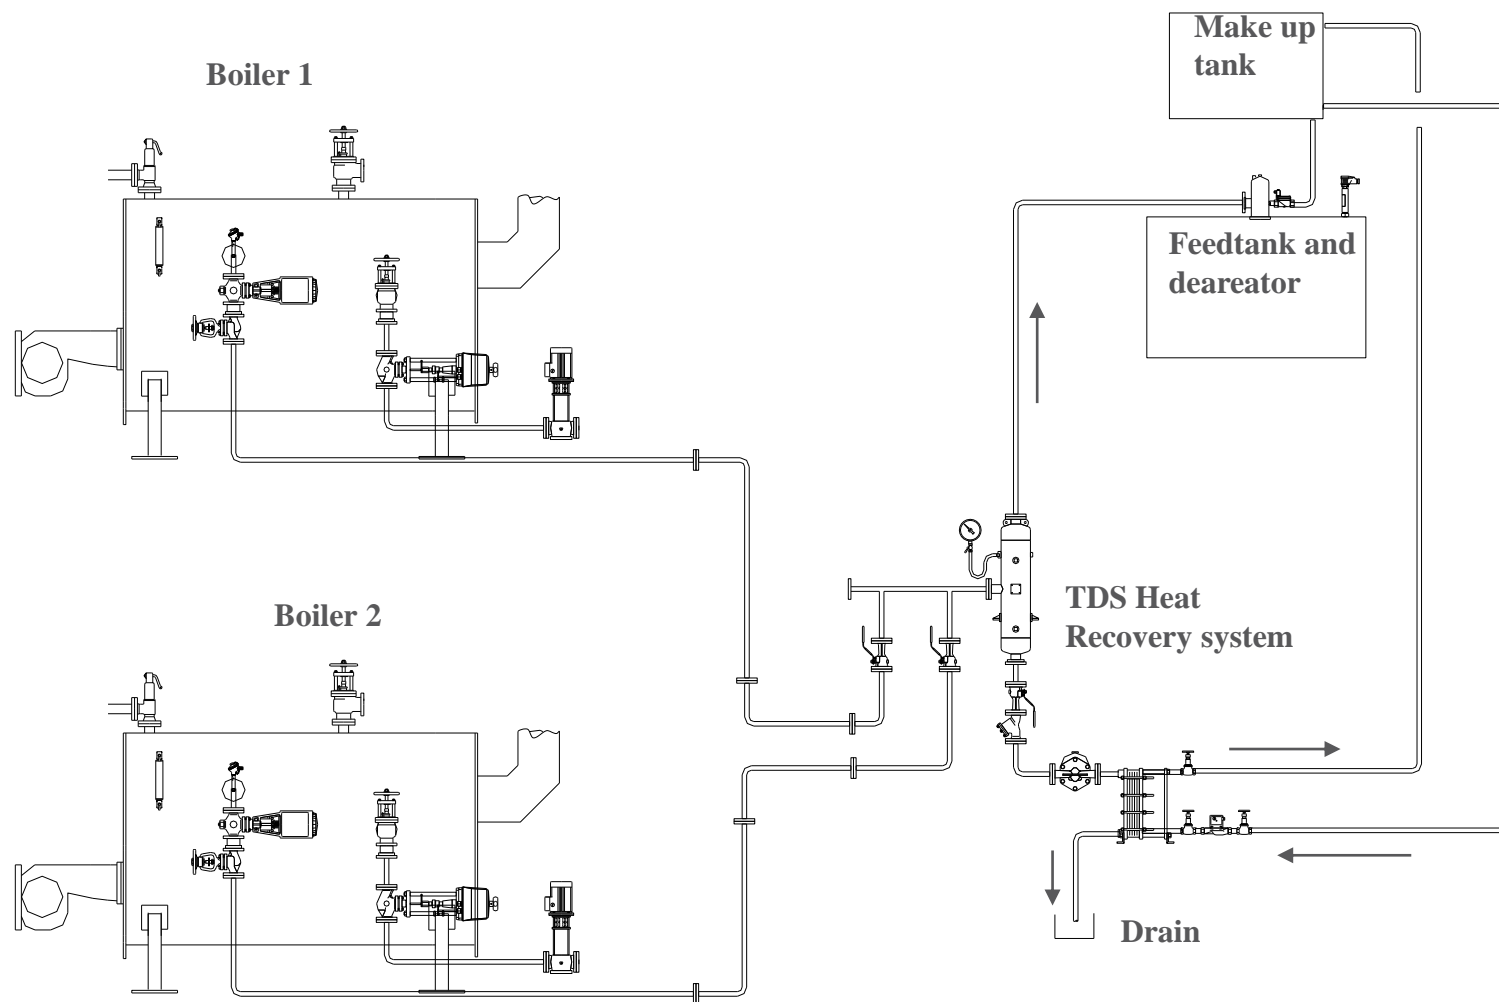 Make up
tank
Boiler 1
Feedtank and
deareator
TDS Heat
Recovery system
Boiler 2
Drain